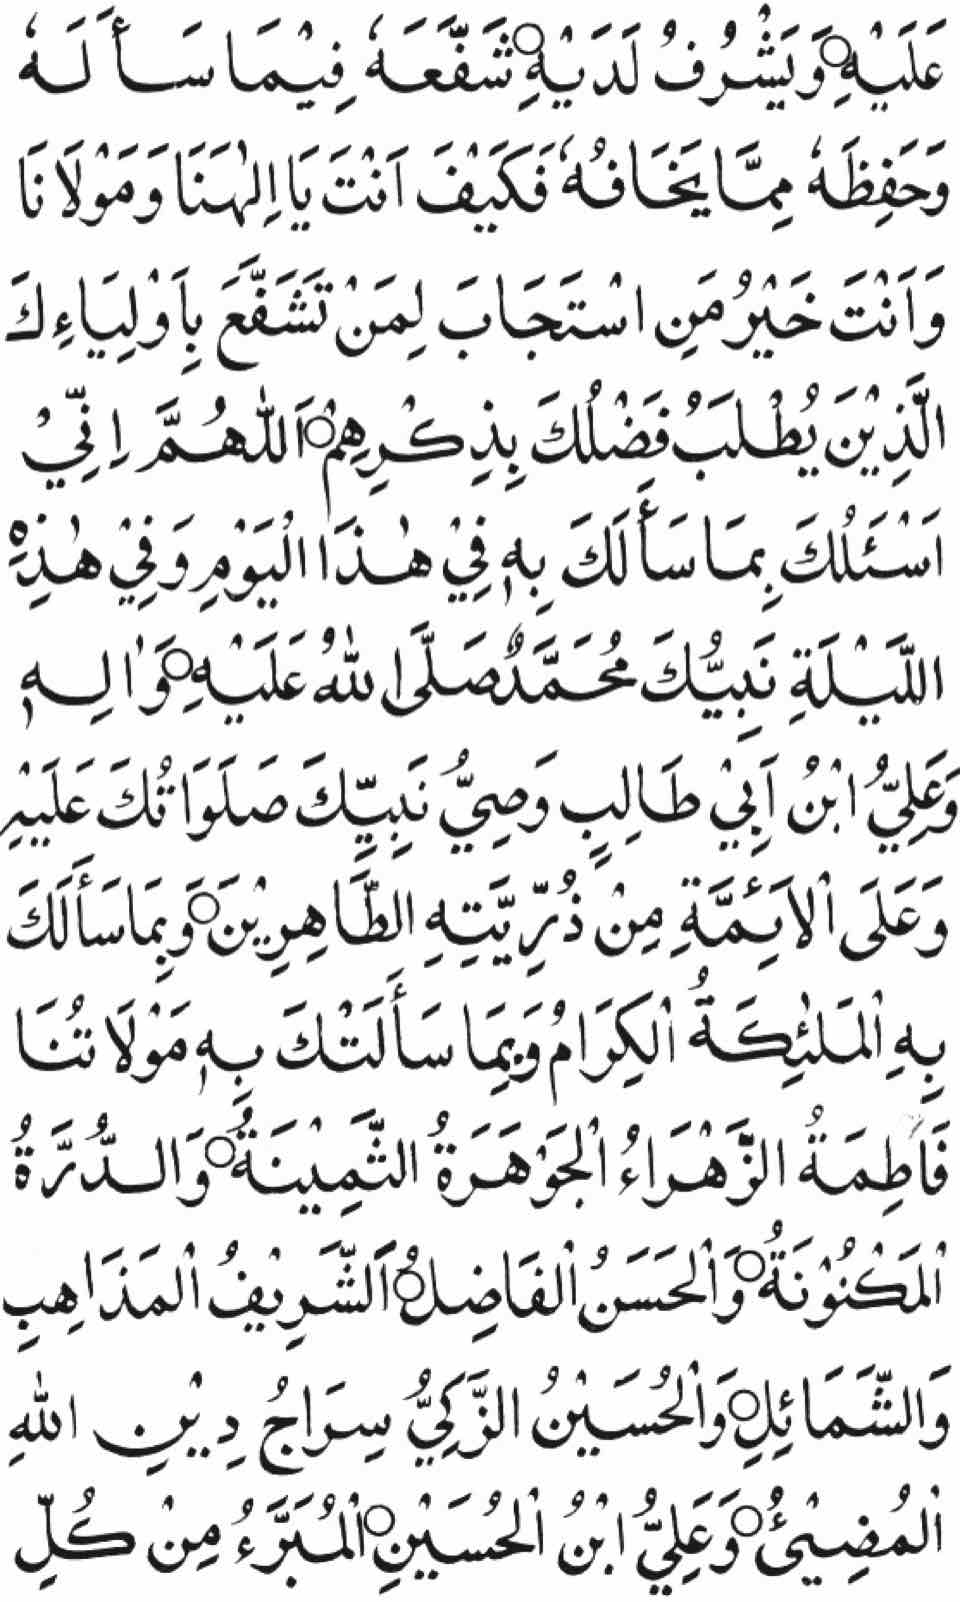 عَلَيْهِ○وَيَشْرُفُ لَدَيْهِ○شَفَّعَهٗ فِيْمَا سَأَلَهٗ
وَحَفِظَهٗ مِمَّا يَخَافُهٗ فَكَيْفَ اَنْتَ يَا اِلٰهَنَا وَمَوْلَانَا
وَاَنْتَ خَيْرُ مَنِ اسْتَجَابَ لِمَنْ تَشَفَّعَ بِاَوْلِيَاءِكَ
الَّذِيْنَ يُطْلَبُ فَضْلُكَ بِذِكْرِهِمْ○اَللّٰهُمَّ اِنِّيْ
اَسْئَلُكَ بِمَا سَأَلَكَ بِهٖ فِيْ هٰذَا الْيَوْمِ وَفِيْ هٰذِهِ
اللَّيْلَةِ نَبِيُّكَ مُحَمَّدٌ صَلَّى اللّٰهُ عَلَيْهِ○وَاٰلِهٖ
وَعَلِيُّ ابْنُ اَبِيْ طَالِبٍ وَصِيُّ نَبِيِّكَ صَلَوَاتُكَ عَلَيْهِ
وَعَلَى الْاَئِمَّةِ مِنْ ذُرِّيَّتِهِ الطَّاهِرِيْنَ○وَبِمَا سَأَلَكَ
بِهِ الْمَلٰئِكَةُ الْكِرَامُ وَبِمَا سَأَلَتْكَ بِهٖ مَوْلَاتُنَا
فَاطِمَةُ الزَّهْرَاءُ الْجَوْهَرَةُ الثَّمِيْنَةُ○وَالدُّرَّةُ
الْمَكْنُوْنَةُ○وَالْحَسَنُ الْفَاضِلُ○اَلشَّرِيْفُ الْمَذَاهِبِ
وَالشَّمَائِلِ○وَالْحُسَيْنُ الزَّكِيُّ سِرَاجُ دِيْنِ اللّٰهِ
الْمُضِيْئُ○وَعَلِيُّ ابْنُ الْحُسَيْنِ○الْمُبَرَّءُ مِنْ كُلِّ